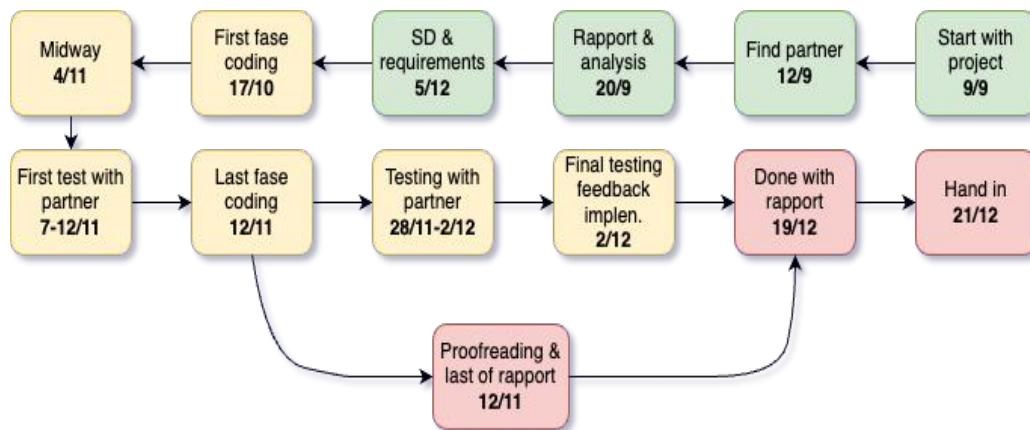 Midway
4/11
First fase
coding
17/10
SD &
requirements
5/12
Rapport &
analysis
20/9
Find partner
12/9
Start with
project
9/9
First test with
partner
7-12/11
Last fase
coding
12/11
Testing with
partner
28/11-2/12
Final testing
feedback
implen.
2/12
Done with
rapport
19/12
Hand in
21/12
Proofreading &
last of rapport
12/11